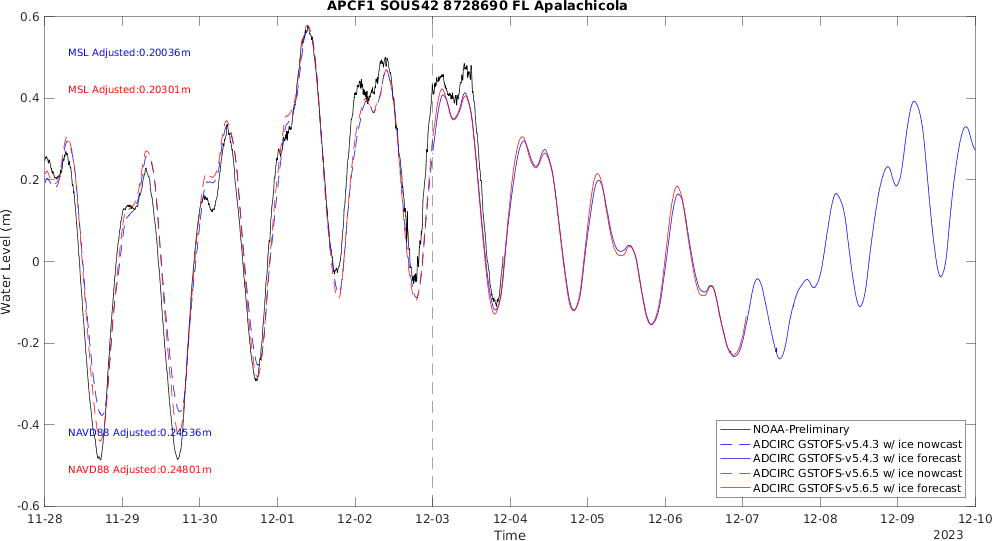 APCF1 SOUS42 8728690 FL Apalachicola
0.6
MSL Adjusted:0.20036m
MSL Adjusted:0.20301m
0.4
0.2
0
-0.2
-0.4
-0.6
Water Level (m)
NAVD88 Adjusted:0.24536m
NAVD88 Adjusted:0.24801m
NOAA-Preliminary
ADCIRC GSTOFS-v5.4.3 w/ ice nowcast
ADCIRC GSTOFS-v5.4.3 w/ ice forecast
ADCIRC GSTOFS-v5.6.5 w/ ice nowcast
ADCIRC GSTOFS-v5.6.5 w/ ice forecast
11-28 11-29 11-30 12-01 12-02 12-03 12-04 12-05 12-06 12-07 12-08 12-09 12-10
Time
2023